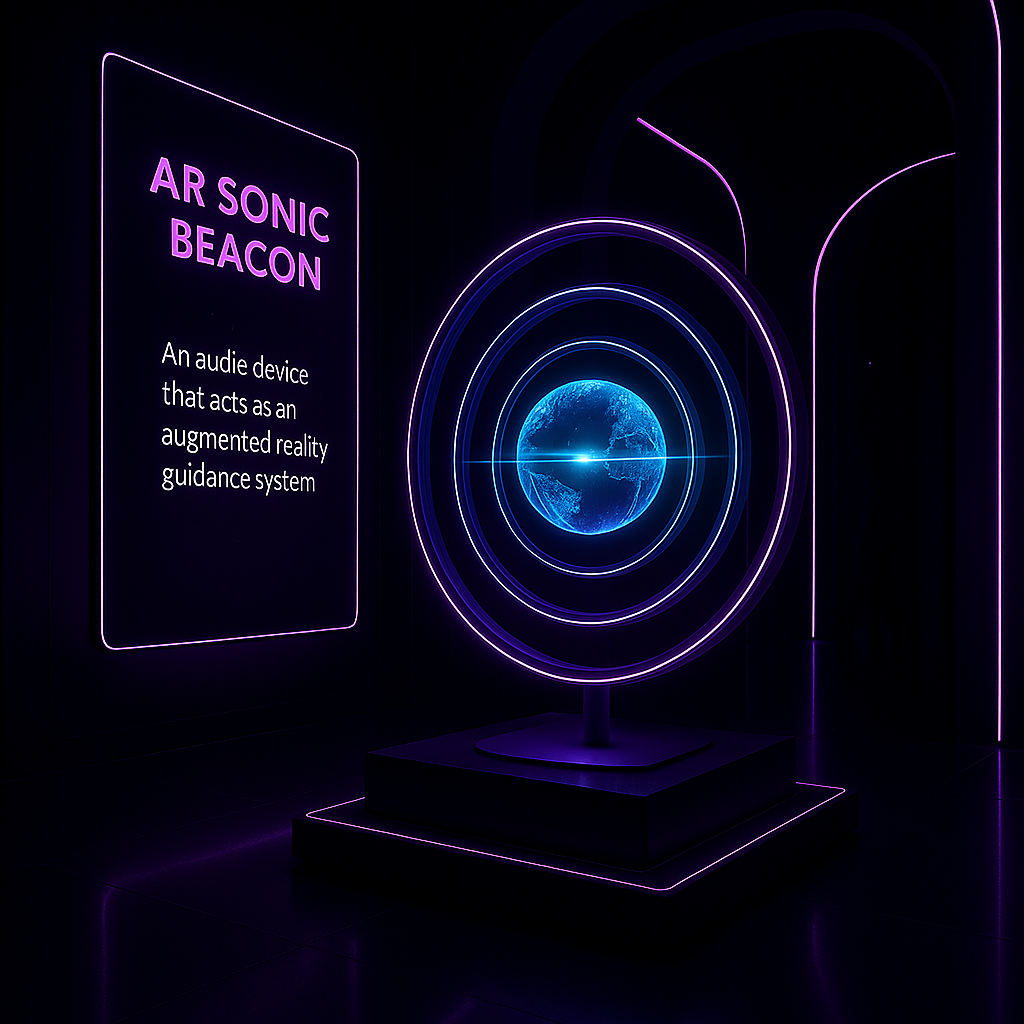 AR SONIC
BEACON
An audie device
that acts as an
augmented reality
guidance system